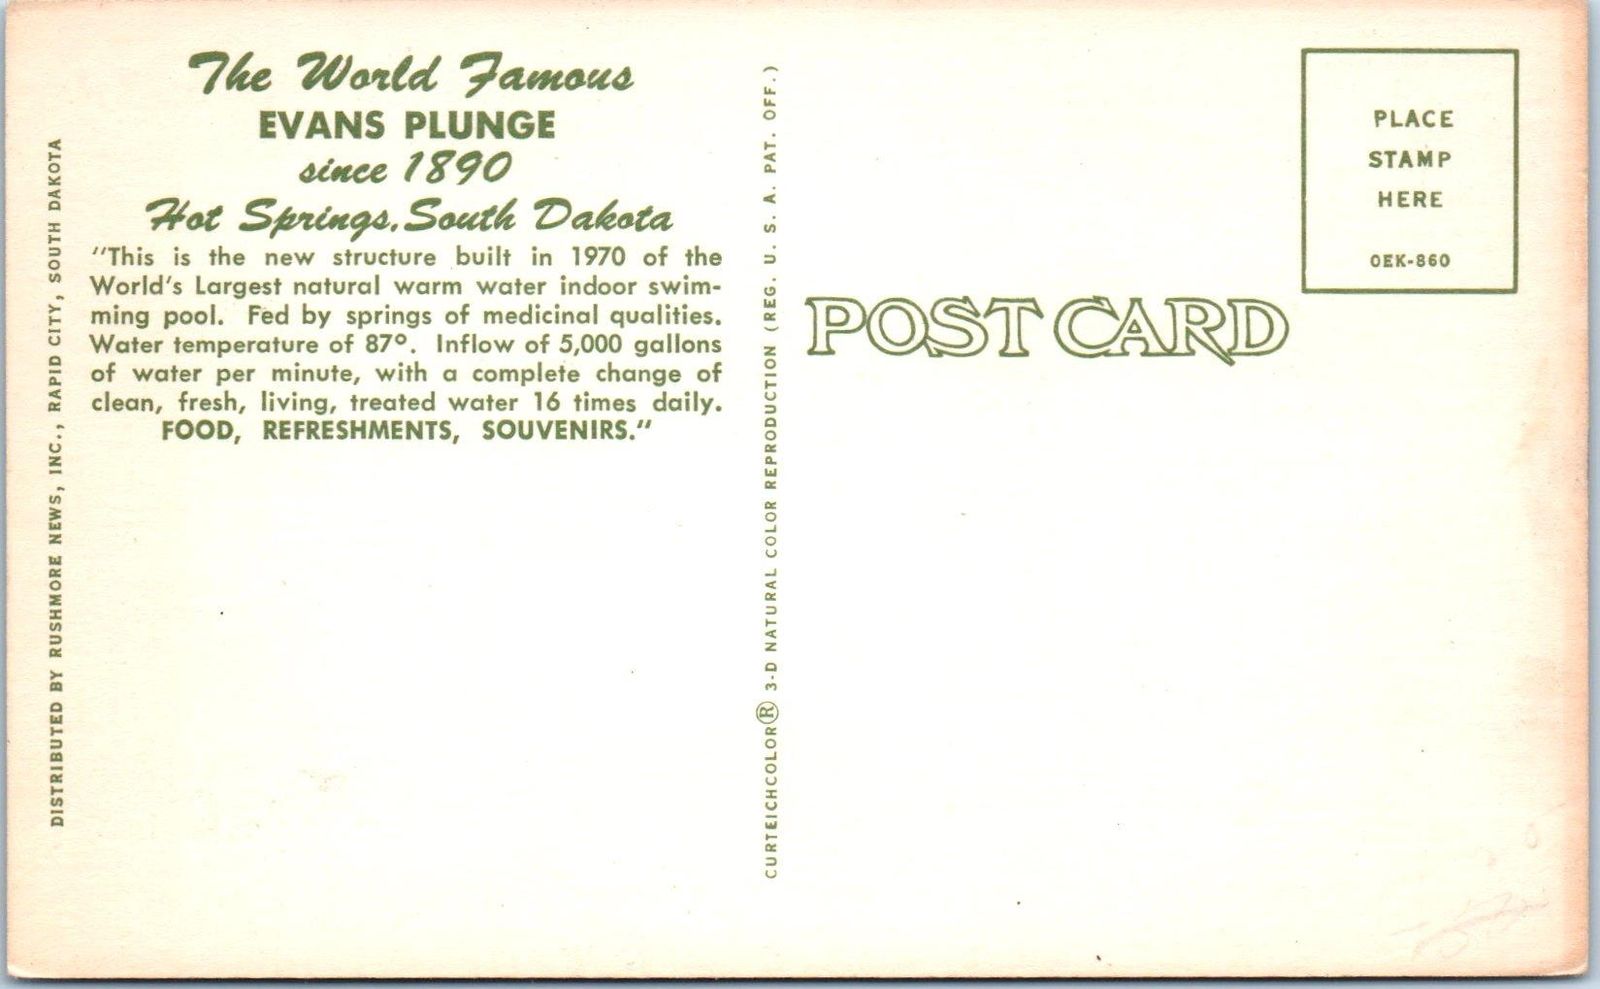 The World Famous
EVANS PLUNGE
since 1890
Hot Springs, South Dakota
"This is the new structure built in 1970 of the
World's Largest natural warm water indoor swim-
ming pool. Fed by springs of medicinal qualities.
Water temperature of 87°. Inflow of 5,000 gallons
of water per minute, with a complete change of
clean, fresh, living, treated water 16 times daily.
FOOD, REFRESHMENTS, SOUVENIRS."
DISTRIBUTED BY RUSHMORE NEWS, INC., RAPID CITY, SOUTH DAKOTA
CURTEICHCOLOR® 3-D NATURAL COLOR REPRODUCTION (REG. U. S. A. PAT. OFF.)
POST CARD
PLACE
STAMP
HERE
OEK-860